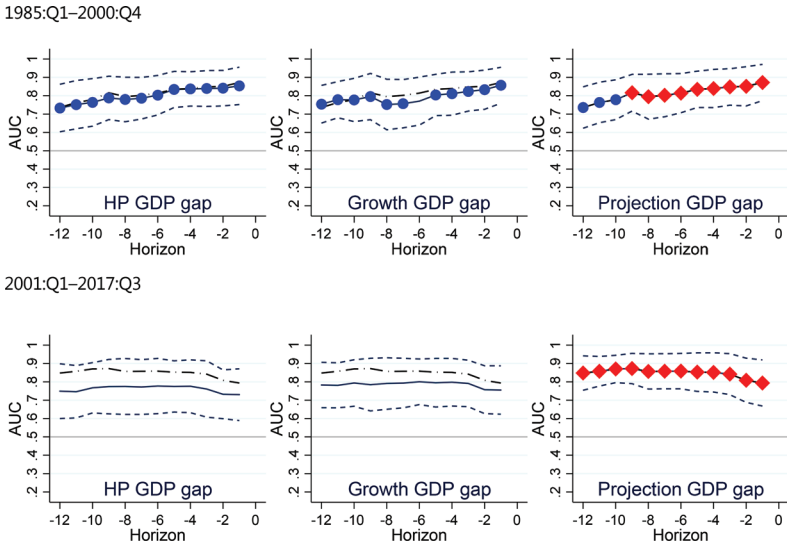 1985:Q1–2000:Q4
AUC
.2 .3 .4 .5 .6 .7 .8 .9 1
HP GDP gap
-12 -10 -8 -6 -4 -2 0
Horizon
AUC
.2 .3 .4 .5 .6 .7 .8 .9 1
Growth GDP gap
-12 -10 -8 -6 -4 -2 0
Horizon
AUC
.2 .3 .4 .5 .6 .7 .8 .9 1
Projection GDP gap
-12 -10 -8 -6 -4 -2 0
Horizon
2001:Q1–2017:Q3
AUC
.2 .3 .4 .5 .6 .7 .8 .9 1
HP GDP gap
-12 -10 -8 -6 -4 -2 0
Horizon
AUC
.2 .3 .4 .5 .6 .7 .8 .9 1
Growth GDP gap
-12 -10 -8 -6 -4 -2 0
Horizon
AUC
.2 .3 .4 .5 .6 .7 .8 .9 1
Projection GDP gap
-12 -10 -8 -6 -4 -2 0
Horizon